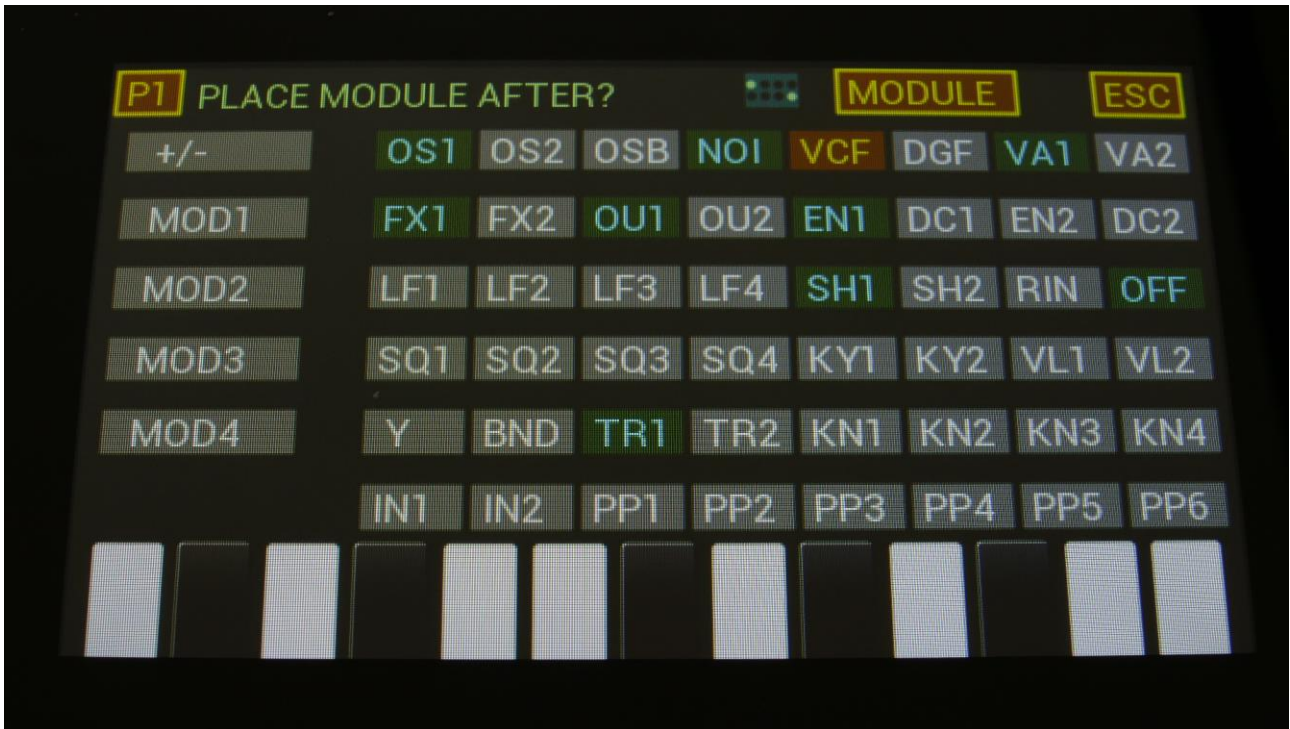 P1 PLACE MODULE AFTER? MODULE ESC
+/- OS1 OS2 OSB NOI VCF DGF VA1 VA2
MOD1 FX1 FX2 OU1 OU2 EN1 DC1 EN2 DC2
MOD2 LF1 LF2 LF3 LF4 SH1 SH2 RIN OFF
MOD3 SQ1 SQ2 SQ3 SQ4 KY1 KY2 VL1 VL2
MOD4 Y BND TR1 TR2 KN1 KN2 KN3 KN4
IN1 IN2 PP1 PP2 PP3 PP4 PP5 PP6